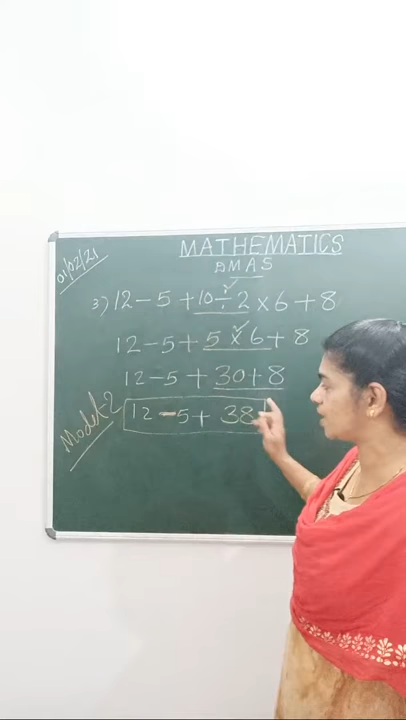 MATHEMATICS
01/02/21
DMAS
3) 12 - 5 + 10 ÷ 2 × 6 + 8
12 - 5 + 5 × 6 + 8
12 - 5 + 30 + 8
12 - 5 + 38
Model-2